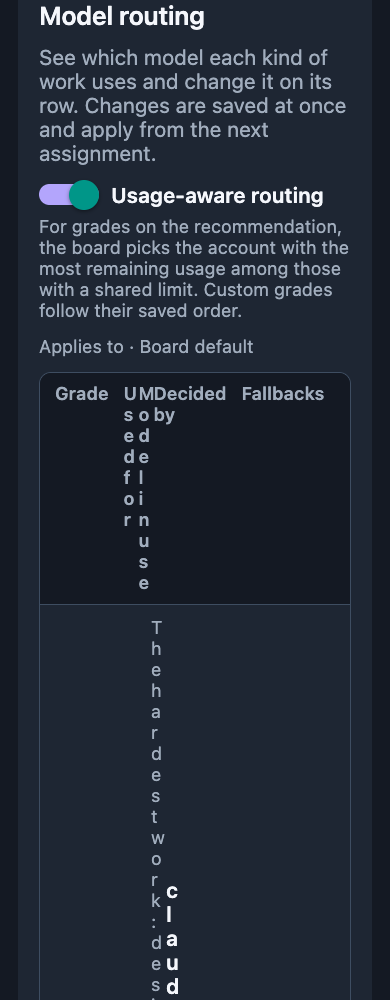 Model routing
See which model each kind of
work uses and change it on its
row. Changes are saved at once
and apply from the next
assignment.
Usage-aware routing
For grades on the recommendation,
the board picks the account with the
most remaining usage among those
with a shared limit. Custom grades
follow their saved order.
Applies to · Board default
Grade
Used for
Model in use
Decided
by
Fallbacks
The hardest work: des
claud